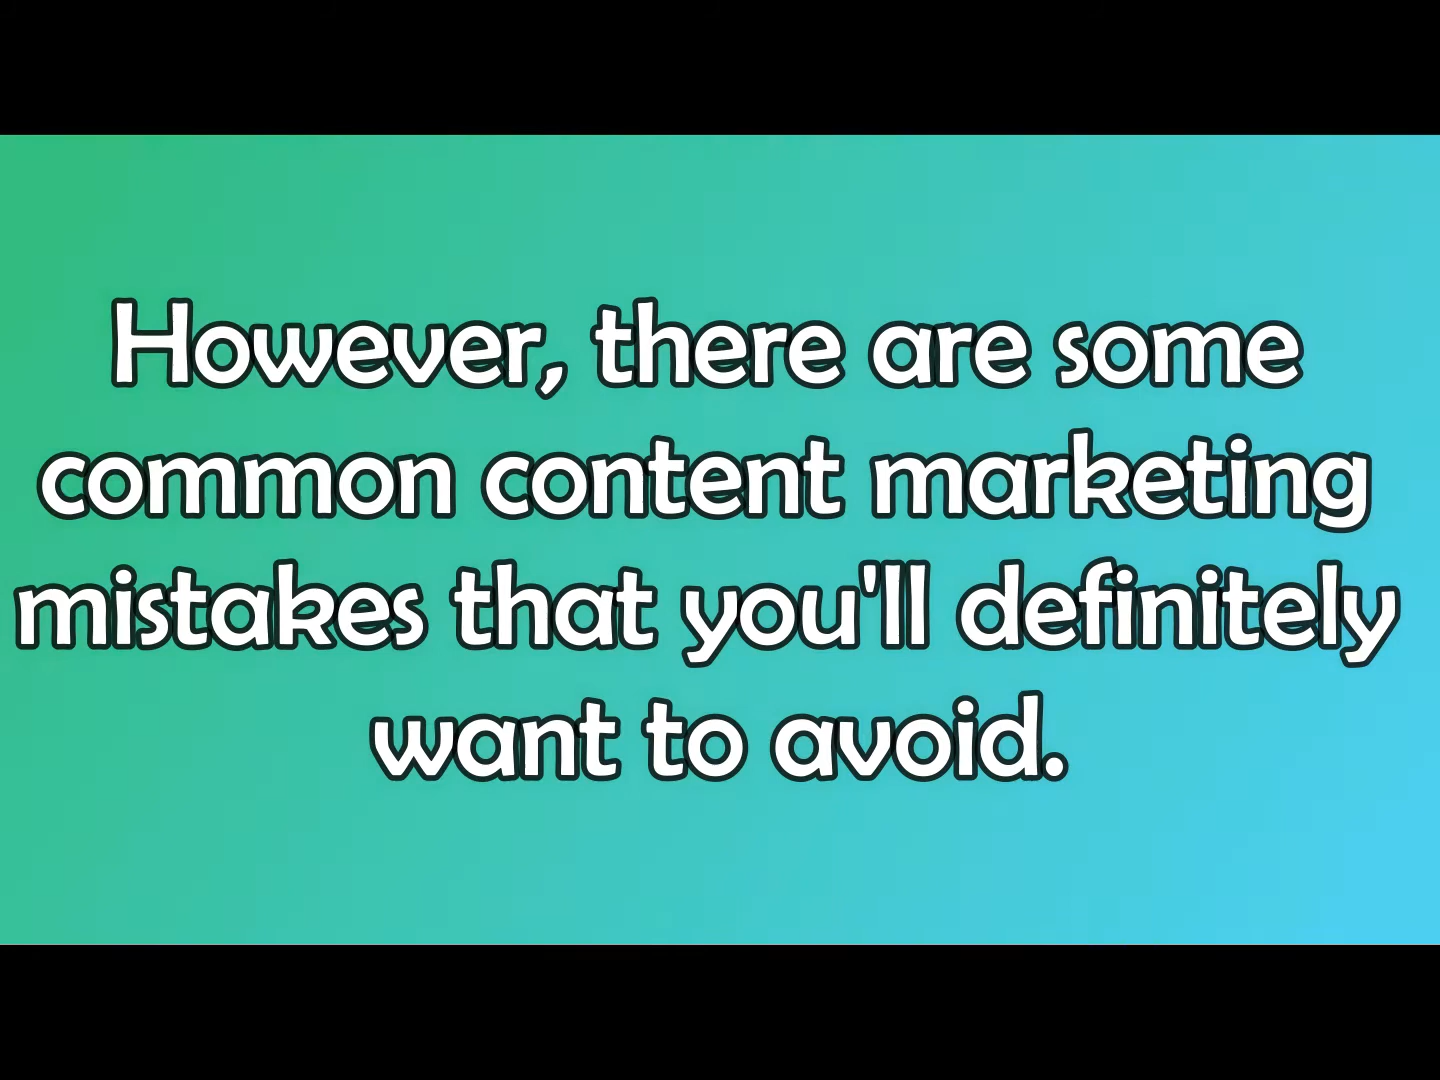 However, there are some
common content marketing
mistakes that you'll definitely
want to avoid.